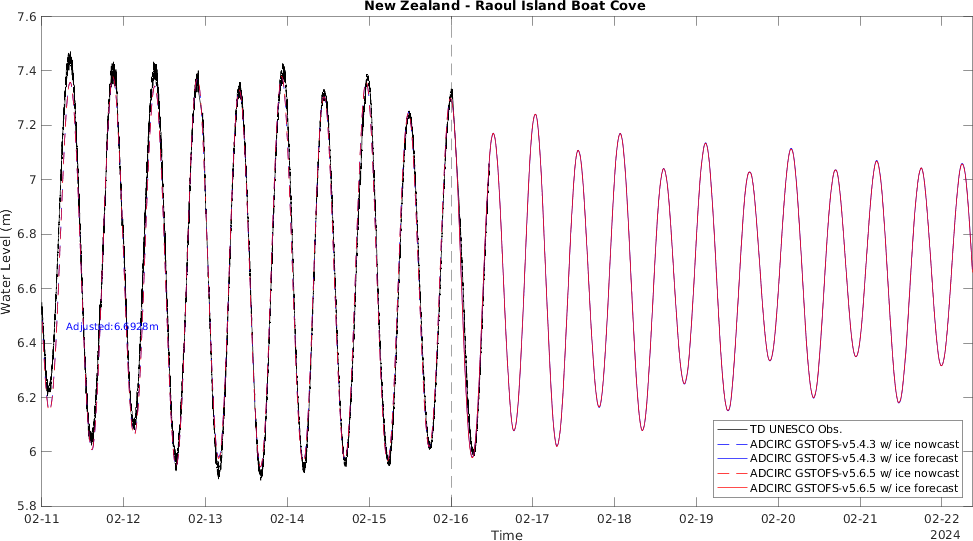 New Zealand - Raoul Island Boat Cove
7.6
7.4
7.2
7
6.8
6.6
6.4
6.2
6
5.8
Water Level (m)
Adjusted:6.6928m
TD UNESCO Obs.
ADCIRC GSTOFS-v5.4.3 w/ ice nowcast
ADCIRC GSTOFS-v5.4.3 w/ ice forecast
ADCIRC GSTOFS-v5.6.5 w/ ice nowcast
ADCIRC GSTOFS-v5.6.5 w/ ice forecast
02-11 02-12 02-13 02-14 02-15 02-16 02-17 02-18 02-19 02-20 02-21 02-22
Time
2024